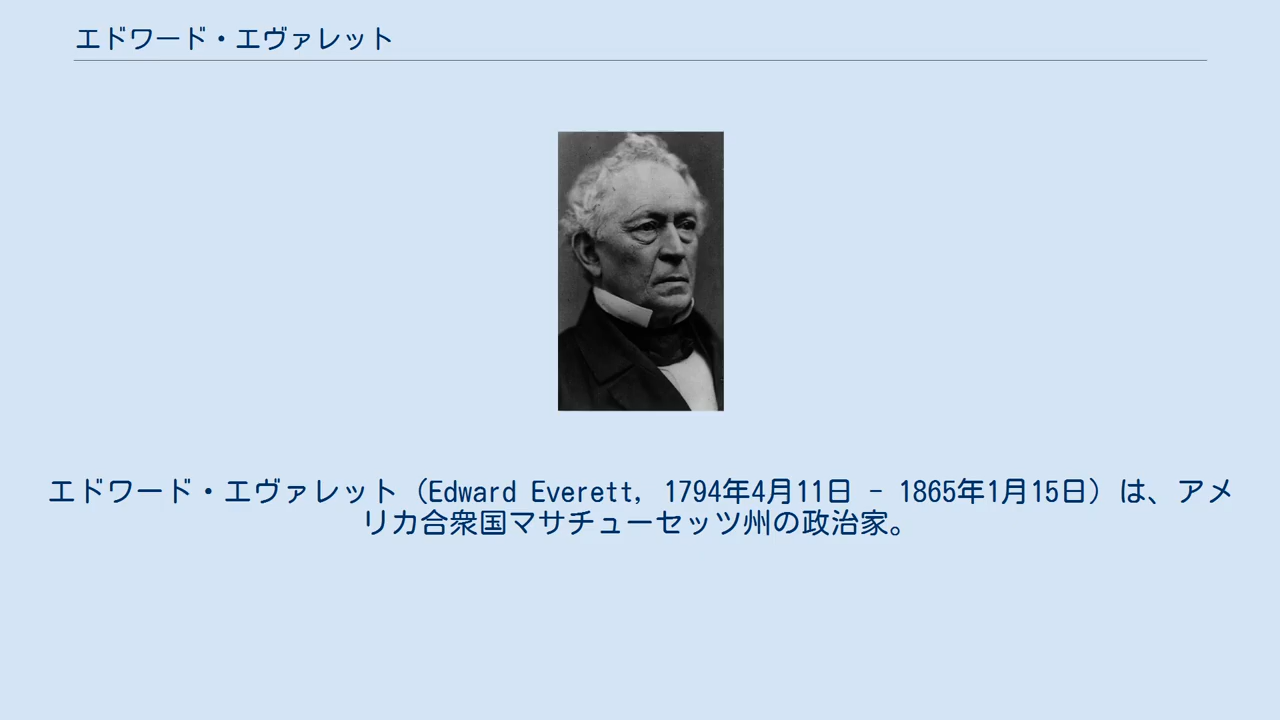 エドワード・エヴァレット
エドワード・エヴァレット（Edward Everett, 1794年4月11日 - 1865年1月15日）は、アメ
リカ合衆国マサチューセッツ州の政治家。